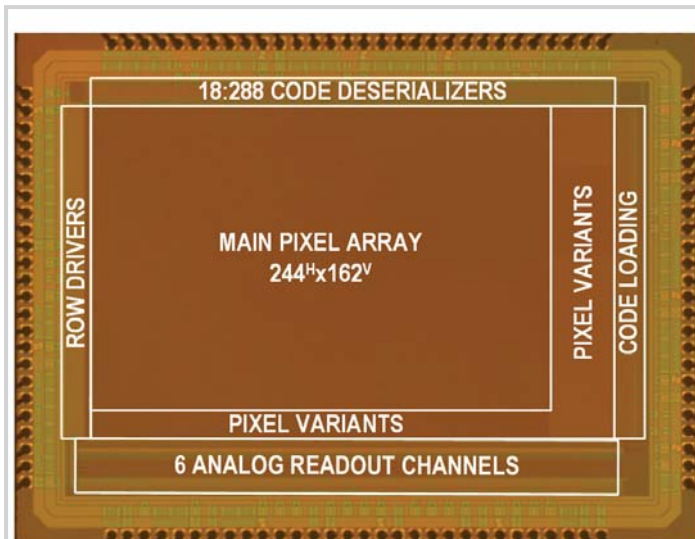 18:288 CODE DESERIALIZERS
ROW DRIVERS
MAIN PIXEL ARRAY
244ᴴx162ⱽ
PIXEL VARIANTS
CODE LOADING
PIXEL VARIANTS
6 ANALOG READOUT CHANNELS